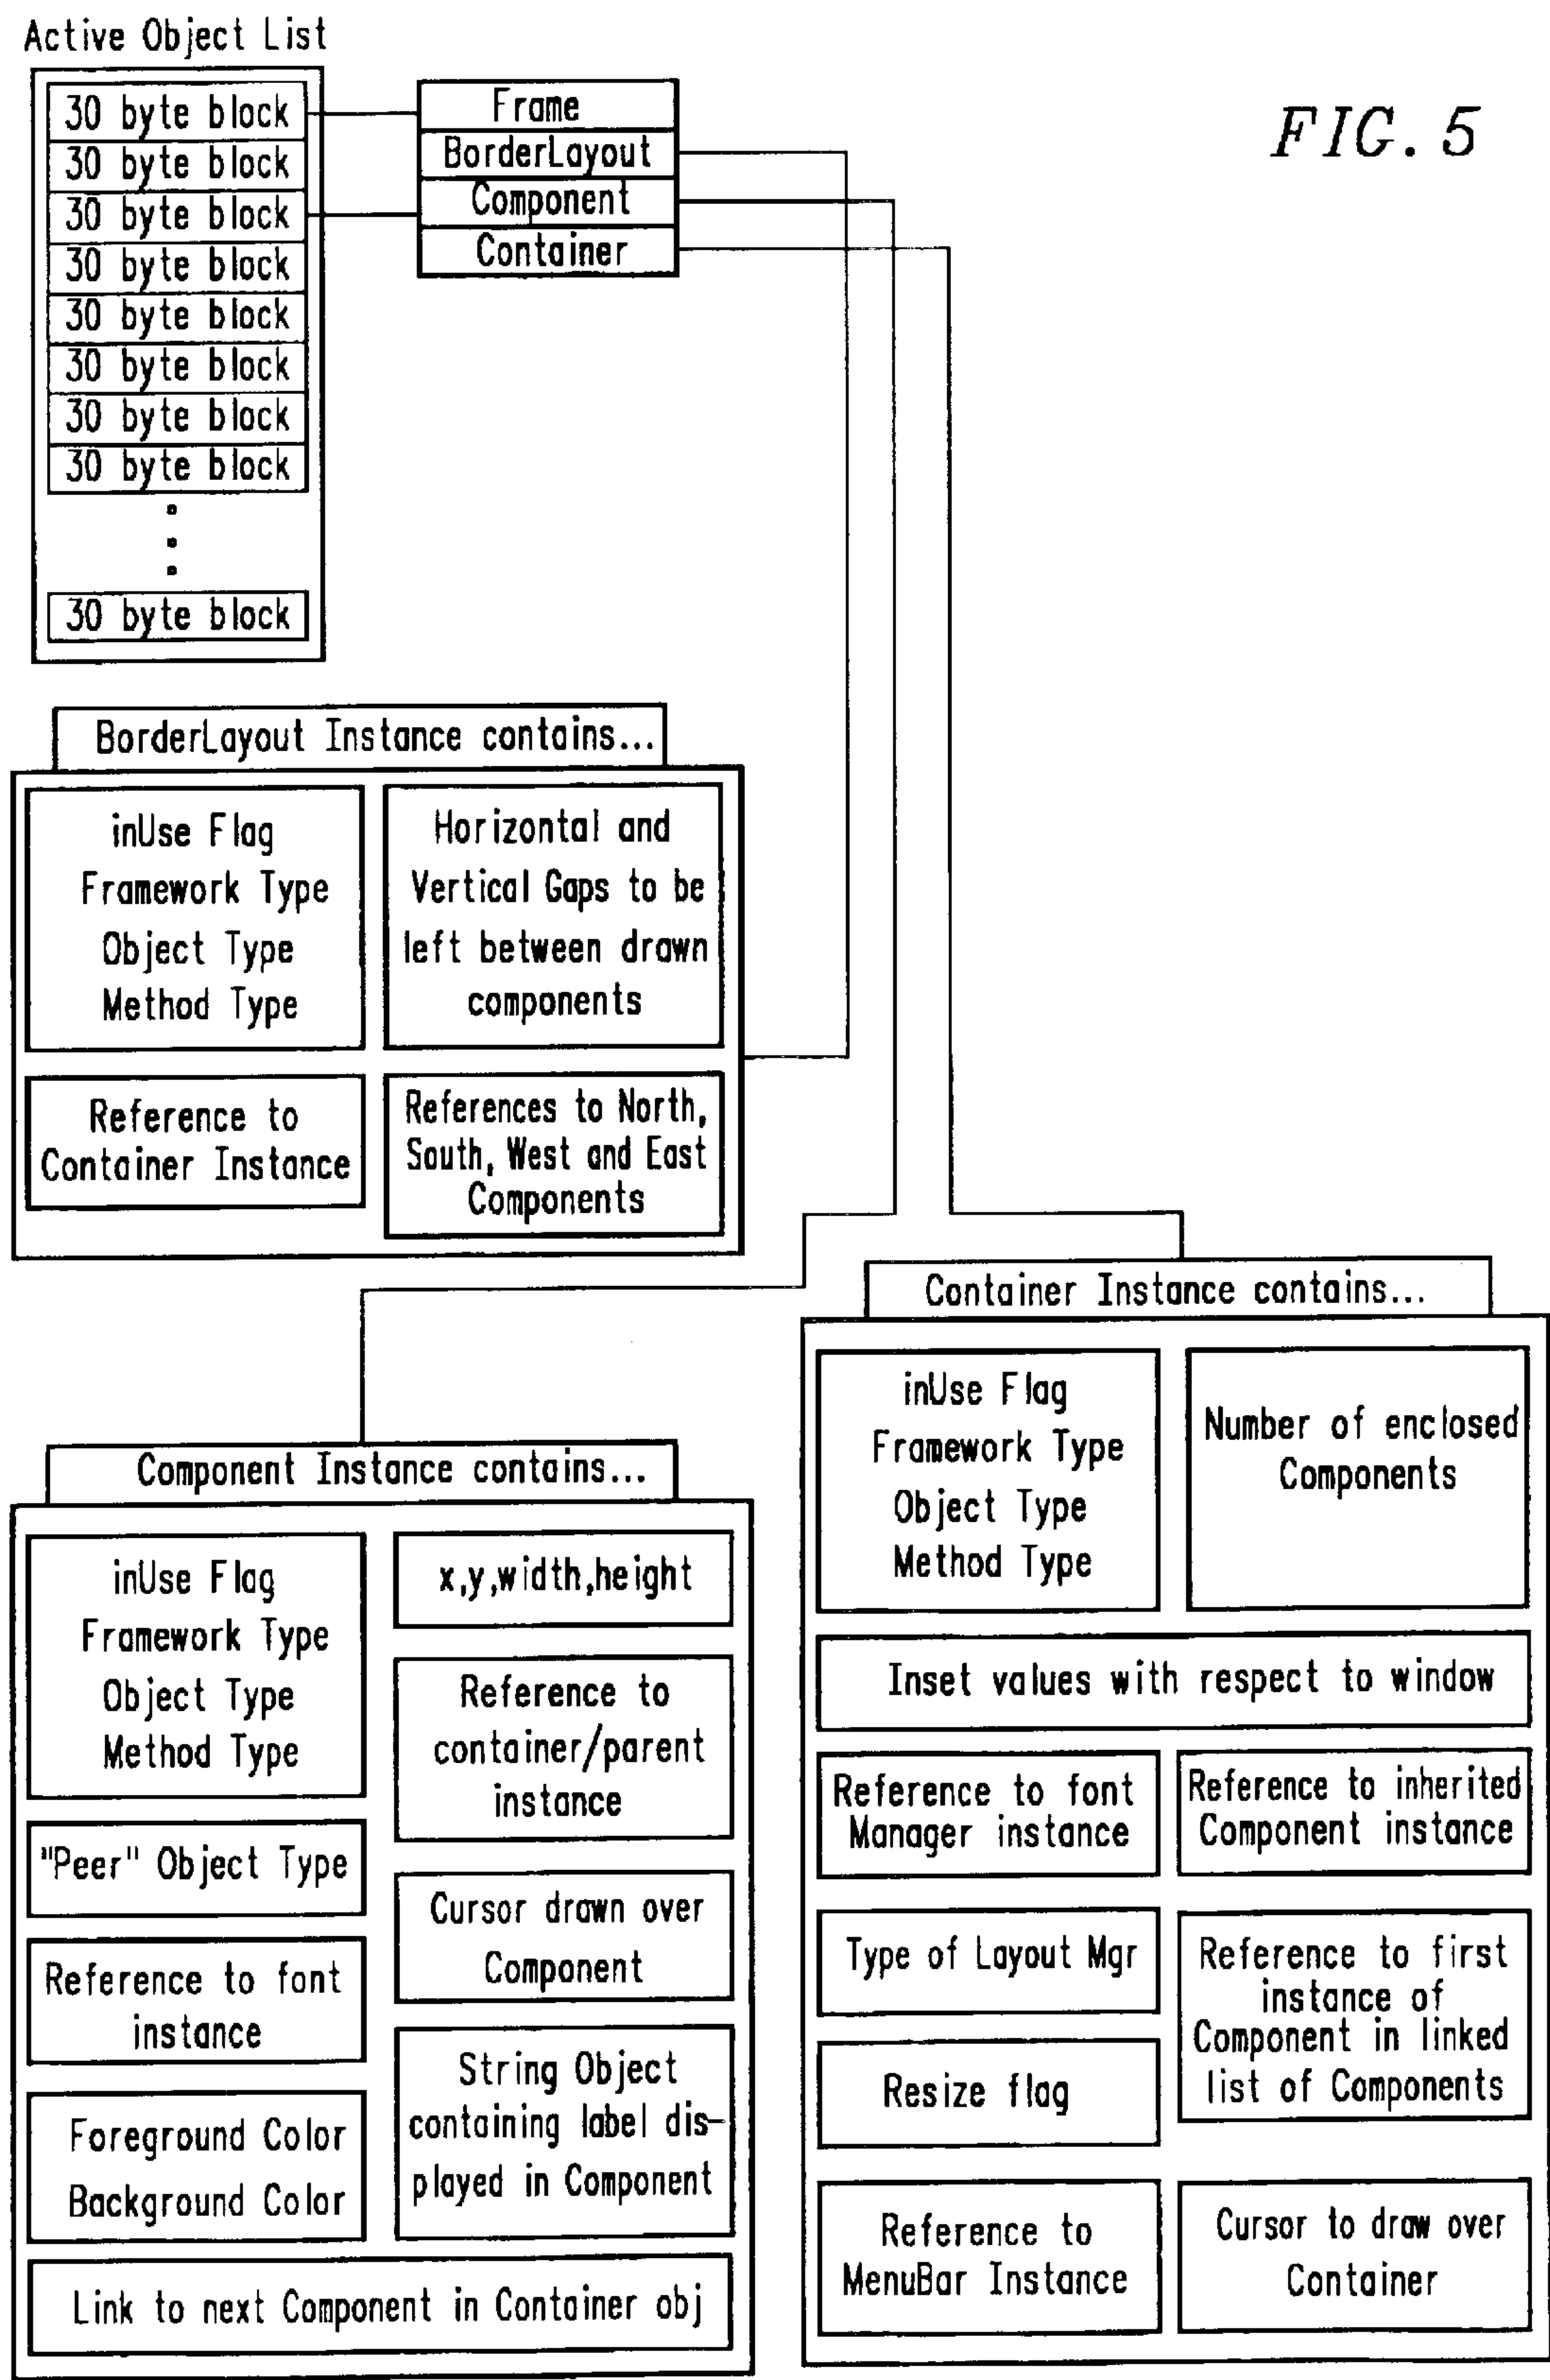 Active Object List
30 byte block
30 byte block
30 byte block
30 byte block
30 byte block
30 byte block
30 byte block
30 byte block
30 byte block
Frame
BorderLayout
Component
Container
FIG. 5
BorderLayout Instance contains...
inUse Flag
Framework Type
Object Type
Method Type
Horizontal and
Vertical Gaps to be
left between drawn
components
Reference to
Container Instance
References to North,
South, West and East
Components
Component Instance contains...
inUse Flag
Framework Type
Object Type
Method Type
x,y,width,height
Reference to
container/parent
instance
"Peer" Object Type
Cursor drawn over
Component
Reference to font
instance
String Object
containing label dis-
played in Component
Foreground Color
Background Color
Link to next Component in Container obj
Container Instance contains...
inUse Flag
Framework Type
Object Type
Method Type
Number of enclosed
Components
Inset values with respect to window
Reference to font
Manager instance
Reference to inherited
Component instance
Type of Layout Mgr
Reference to first
instance of
Component in linked
list of Components
Resize flag
Reference to
MenuBar Instance
Cursor to draw over
Container